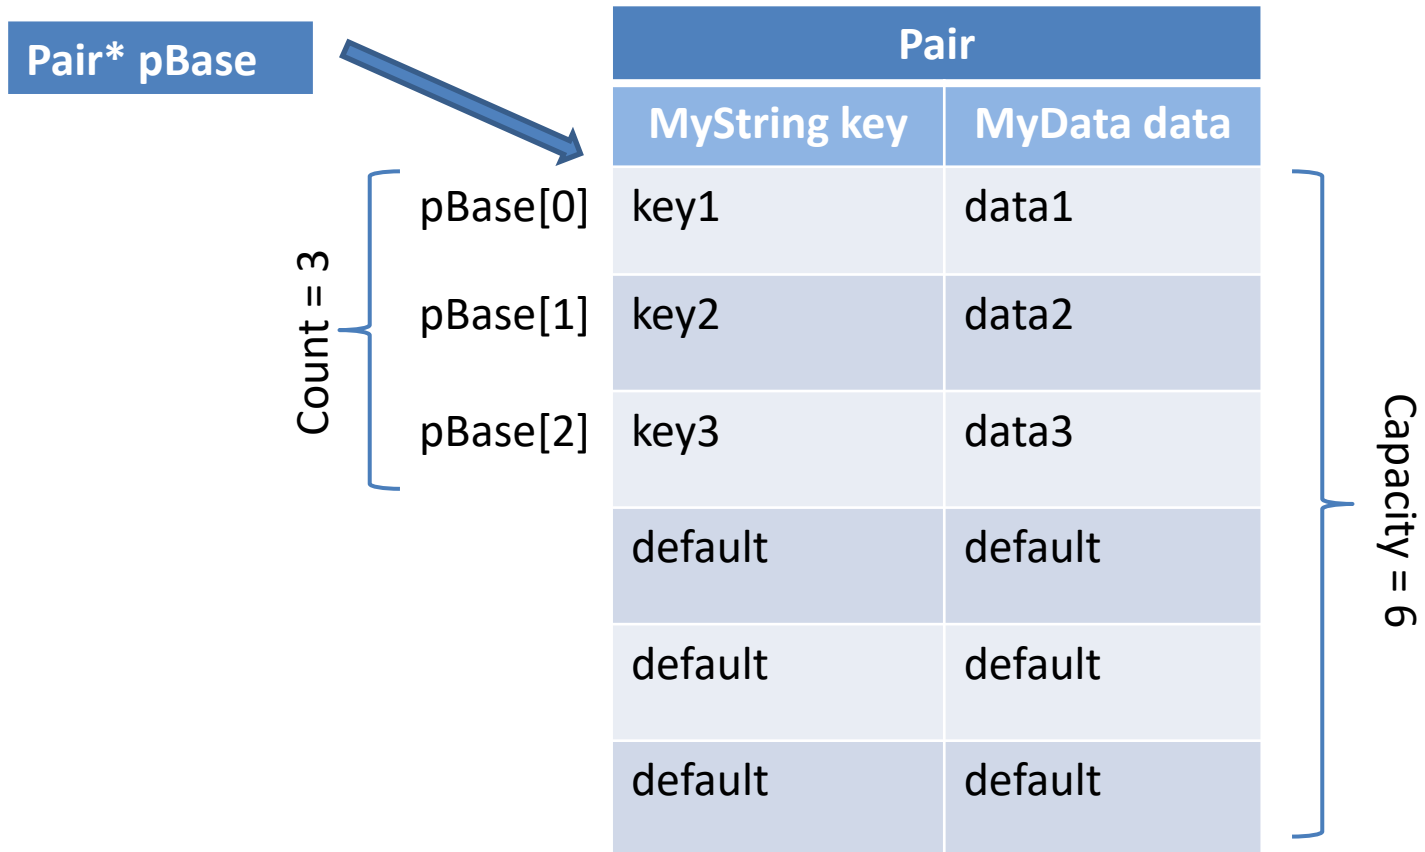 Pair* pBase
Pair
MyString key MyData data
pBase[0] key1 data1
pBase[1] key2 data2
pBase[2] key3 data3
default default
default default
default default
Count = 3
Capacity = 6